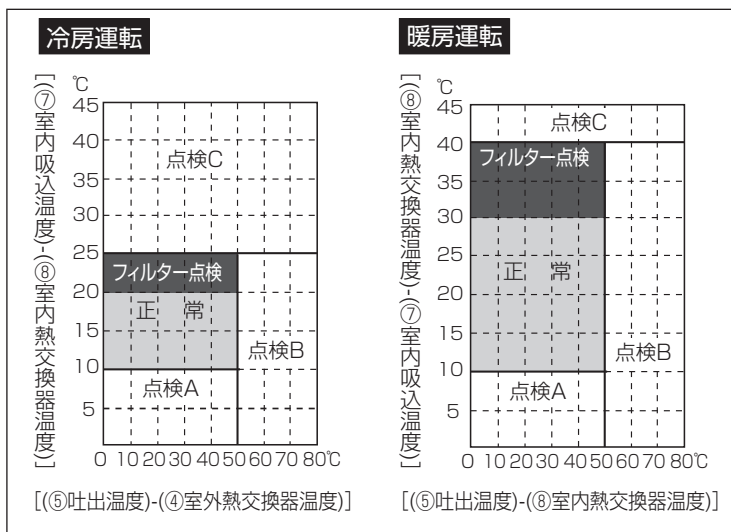 冷房運転
[(⑦室内吸込温度)-(⑧室内熱交換器温度)]
℃
45
40
35
30
25
20
15
10
5
点検C
フィルター点検
正 常
点検B
点検A
0 10 20 30 40 50 60 70 80℃
[(⑤吐出温度)-(④室外熱交換器温度)]
暖房運転
[(⑧室内熱交換器温度)-(⑦室内吸込温度)]
℃
45
40
35
30
25
20
15
10
5
点検C
フィルター点検
正 常
点検B
点検A
0 10 20 30 40 50 60 70 80℃
[(⑤吐出温度)-(⑧室内熱交換器温度)]